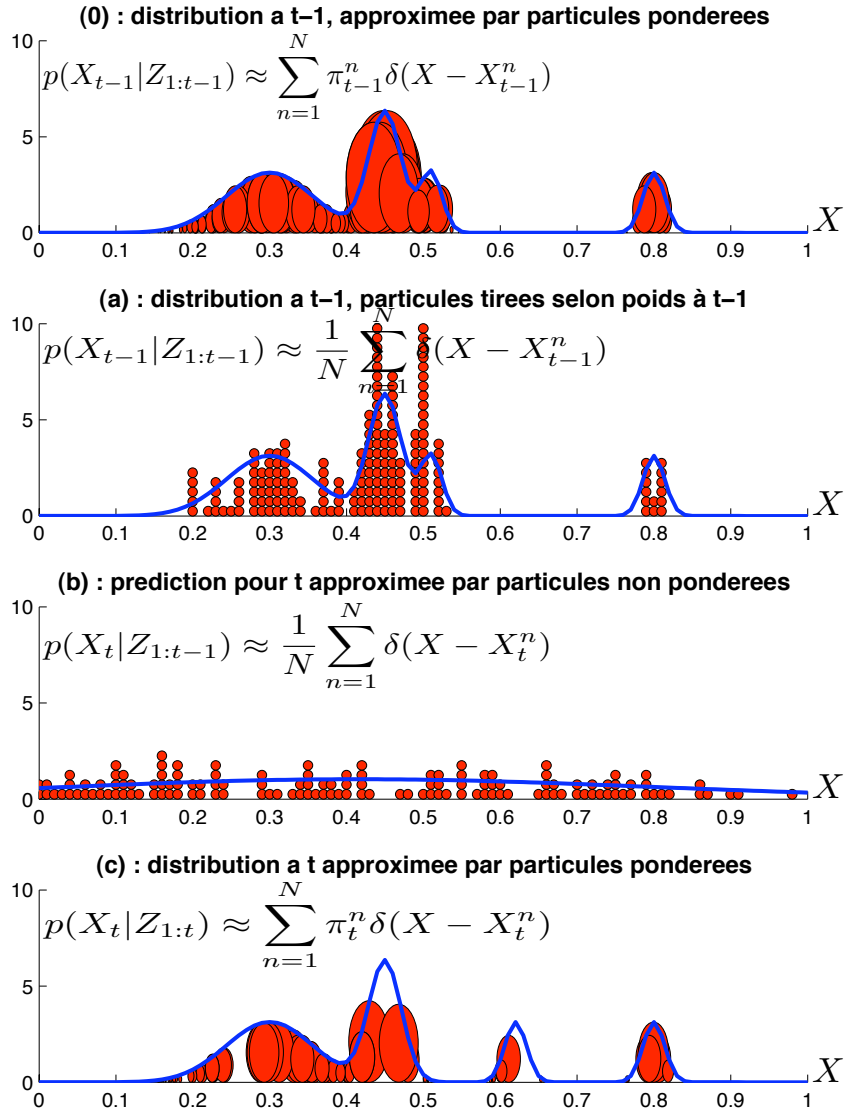 (0) : distribution a t−1, approximee par particules ponderees
10
p(X_{t−1}|Z_{1:t−1}) ≈ ∑_{n=1}^{N} π_{t−1}^{n} δ(X − X_{t−1}^{n})
5
0
0 0.1 0.2 0.3 0.4 0.5 0.6 0.7 0.8 0.9 1 X
(a) : distribution a t−1, particules tirees selon poids à t−1
10
p(X_{t−1}|Z_{1:t−1}) ≈ \frac{1}{N} ∑_{n=1}^{N} δ(X − X_{t−1}^{n})
5
0
0 0.1 0.2 0.3 0.4 0.5 0.6 0.7 0.8 0.9 1 X
(b) : prediction pour t approximee par particules non ponderees
10
p(X_t|Z_{1:t−1}) ≈ \frac{1}{N} ∑_{n=1}^{N} δ(X − X_t^{n})
5
0
0 0.1 0.2 0.3 0.4 0.5 0.6 0.7 0.8 0.9 1 X
(c) : distribution a t approximee par particules ponderees
10
p(X_t|Z_{1:t}) ≈ ∑_{n=1}^{N} π_t^{n} δ(X − X_t^{n})
5
0
0 0.1 0.2 0.3 0.4 0.5 0.6 0.7 0.8 0.9 1 X